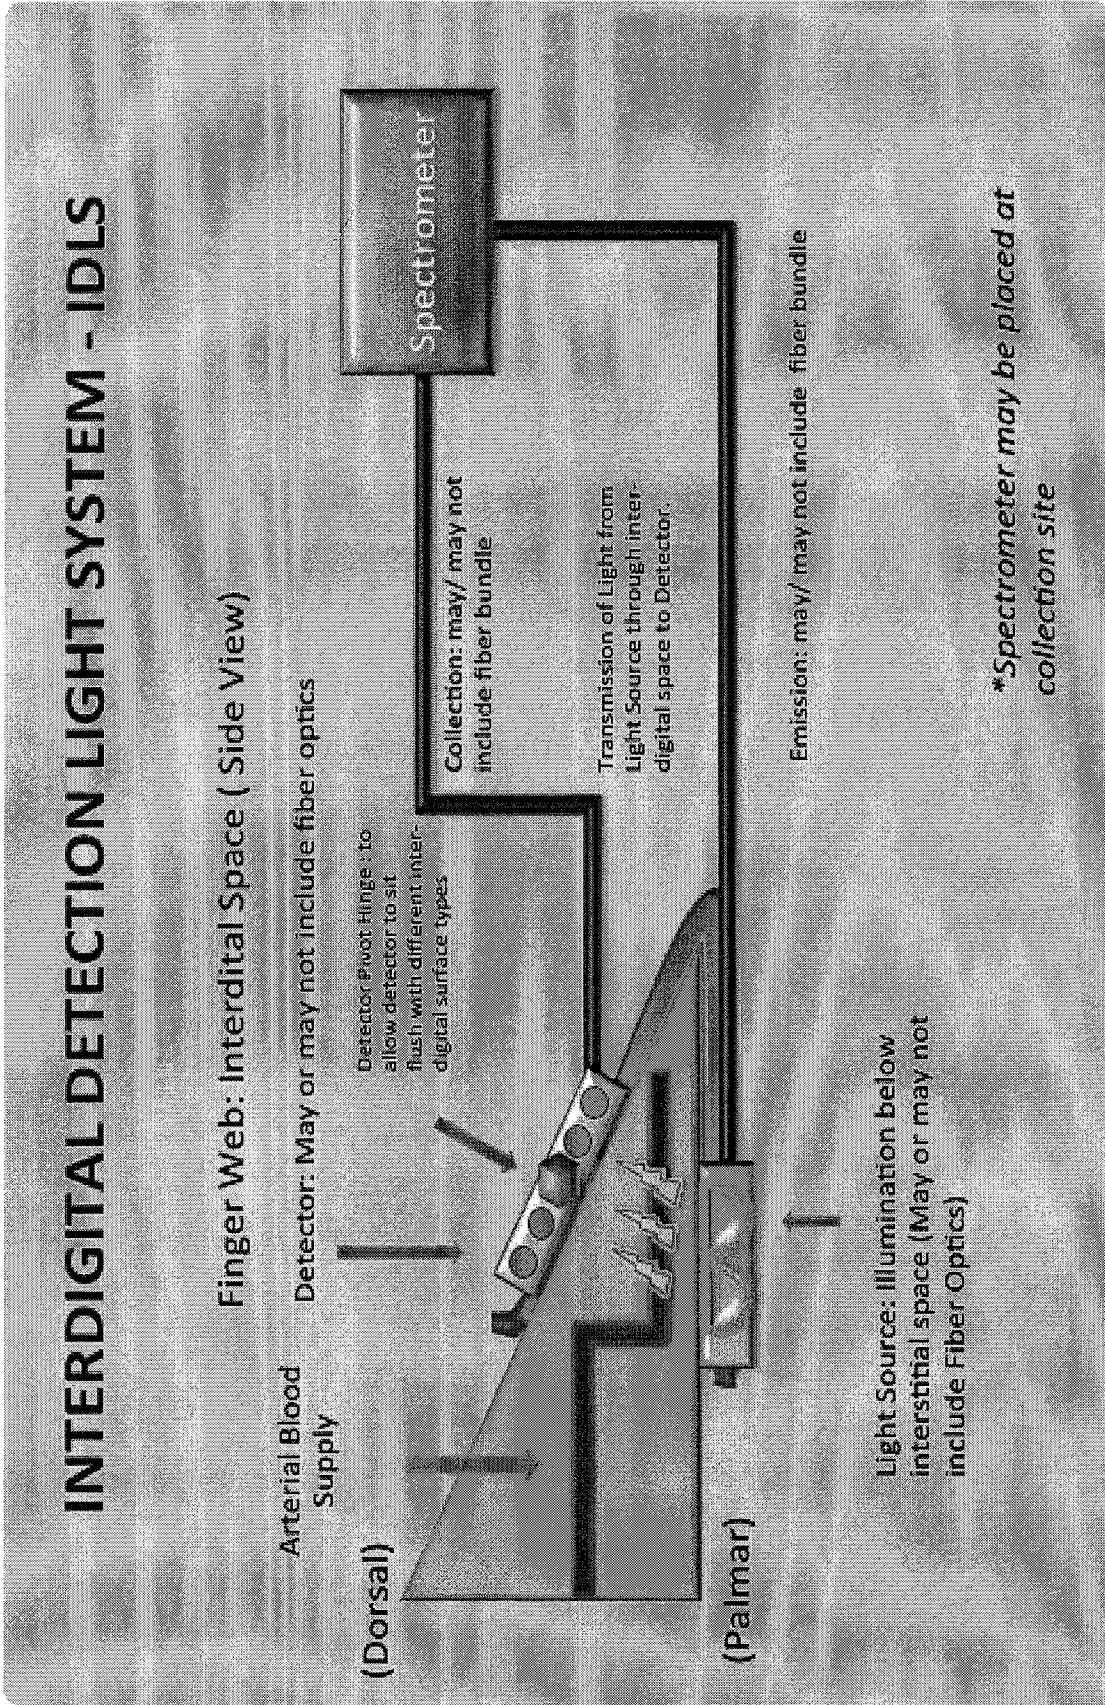 INTERDIGITAL DETECTION LIGHT SYSTEM - IDLS
Finger Web: Interdital Space ( Side View)
Arterial Blood
Supply
Detector: May or may not include fiber optics
Detector Pivot Hinge : to
allow detector to sit
flush with different inter-
digital surface types
(Dorsal)
Spectrometer
Collection: may/ may not
include fiber bundle
Transmission of Light from
Light Source through inter-
digital space to Detector.
(Palmar)
Emission: may/ may not include fiber bundle
Light Source: Illumination below
interstitial space (May or may not
include Fiber Optics)
*Spectrometer may be placed at
collection site